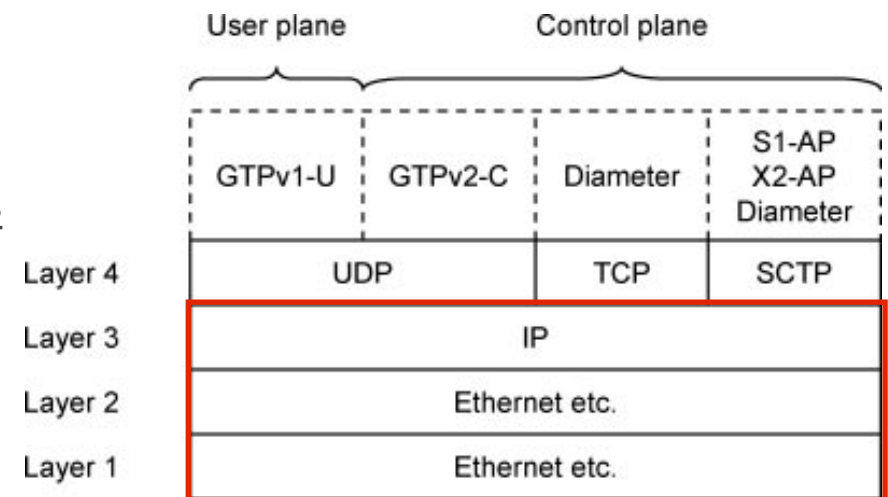 User plane
Control plane
GTPv1-U
GTPv2-C
Diameter
S1-AP
X2-AP
Diameter
Layer 4
UDP
TCP
SCTP
Layer 3
IP
Layer 2
Ethernet etc.
Layer 1
Ethernet etc.